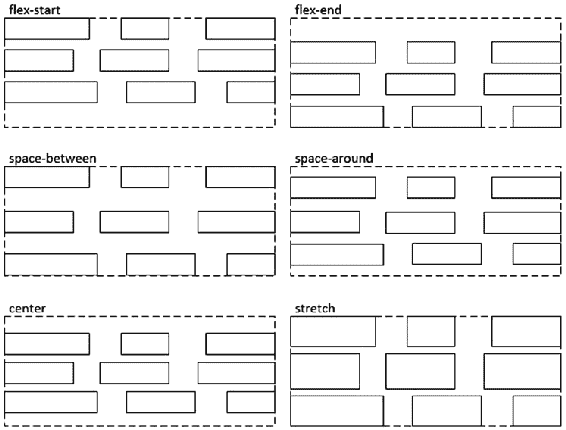 flex-start
flex-end
space-between
space-around
center
stretch